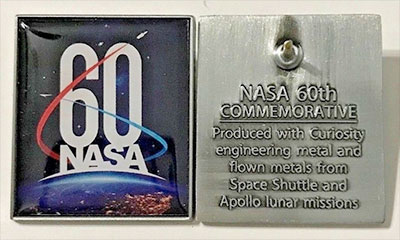 60
NASA
NASA 60th
COMMEMORATIVE
Produced with Curiosity
engineering metal and
flown metals from
Space Shuttle and
Apollo lunar missions